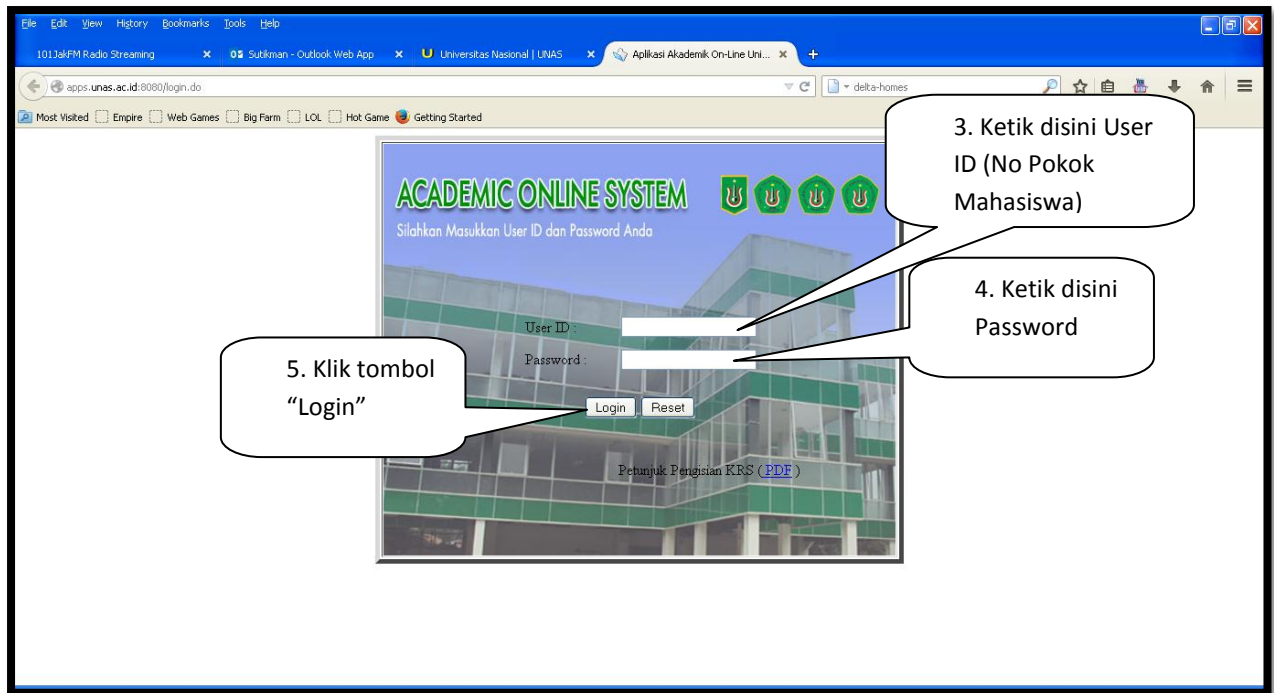 File Edit View History Bookmarks Tools Help
101JakFM Radio Streaming
Sutikman - Outlook Web App
Universitas Nasional | UNAS
Aplikasi Akademik On-Line Uni...
apps.unas.ac.id:8080/login.do
delta-homes
Most Visited Empire Web Games Big Farm LOL Hot Game Getting Started
ACADEMIC ONLINE SYSTEM
Silahkan Masukkan User ID dan Password Anda
3. Ketik disini User
ID (No Pokok
Mahasiswa)
4. Ketik disini
Password
User ID :
Password :
5. Klik tombol
“Login”
Login Reset
Petunjuk Pengisian KRS ( PDF )